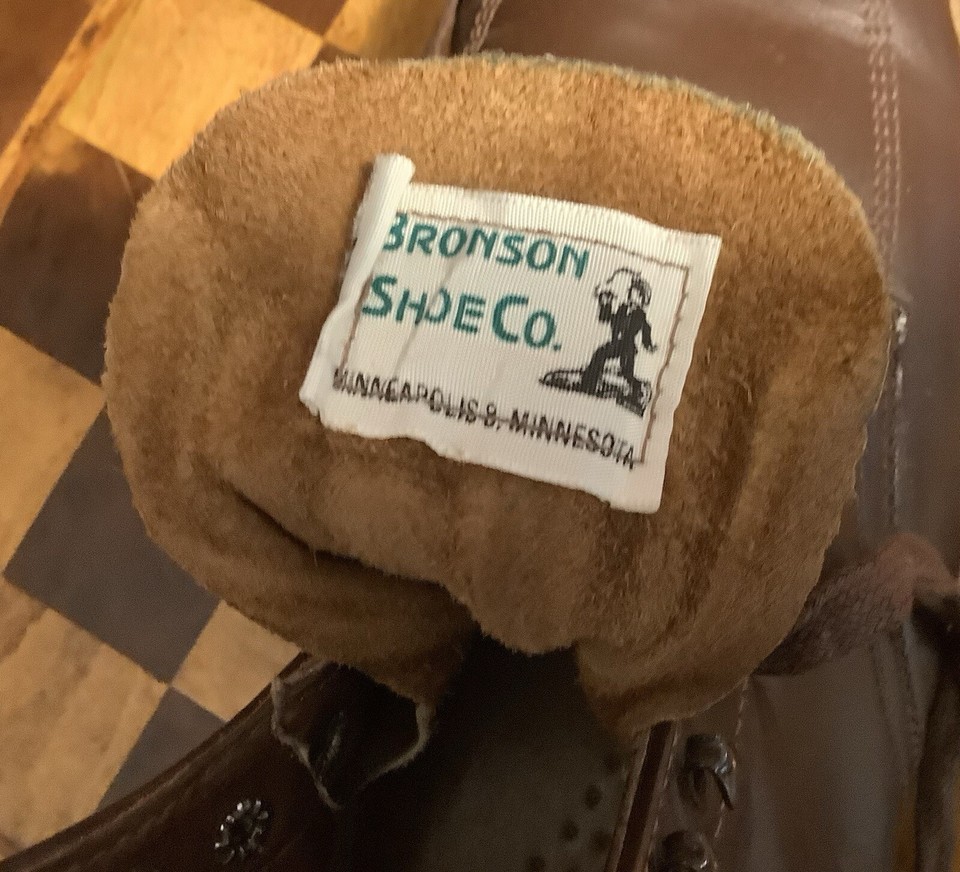 BRONSON
SHOE CO.
MINNEAPOLIS 8, MINNESOTA